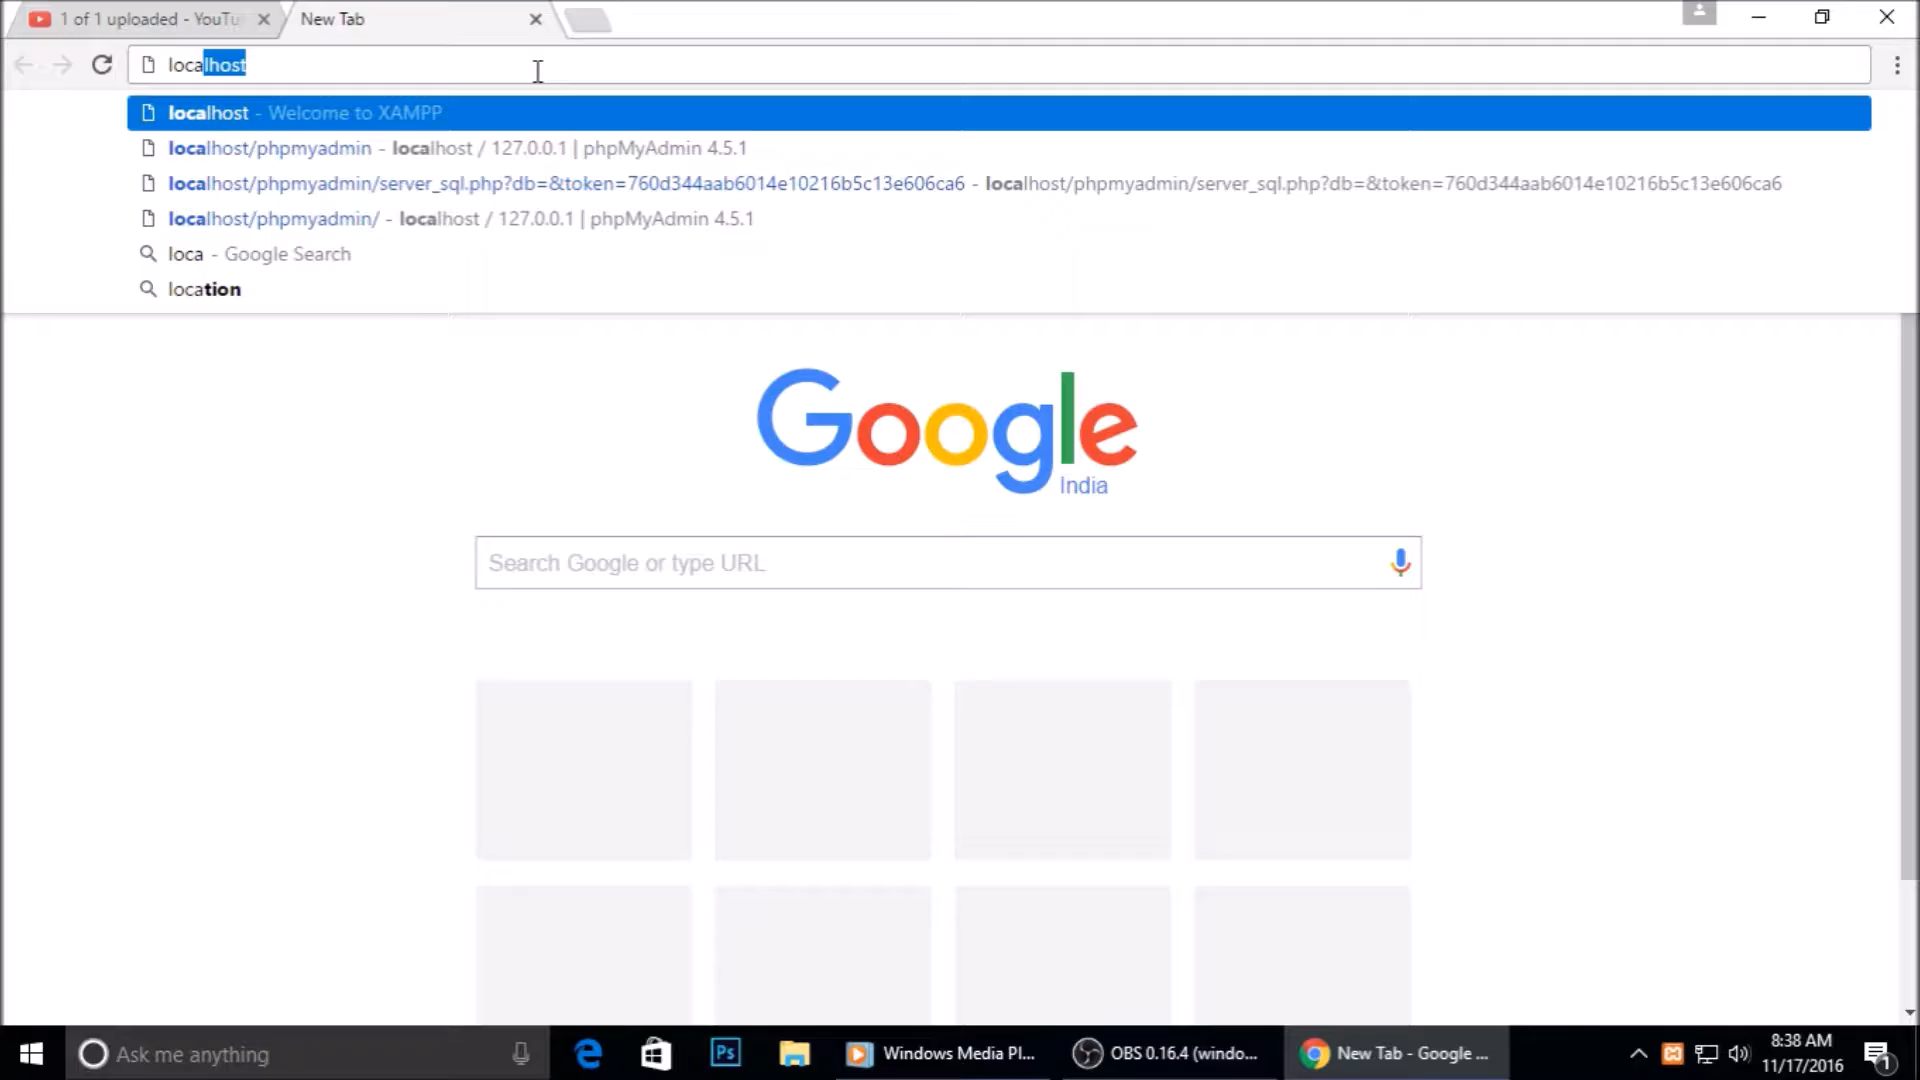 1 of 1 uploaded - YouTu
New Tab
localhost
localhost - Welcome to XAMPP
localhost/phpmyadmin - localhost / 127.0.0.1 | phpMyAdmin 4.5.1
localhost/phpmyadmin/server_sql.php?db=&token=760d344aab6014e10216b5c13e606ca6 - localhost/phpmyadmin/server_sql.php?db=&token=760d344aab6014e10216b5c13e606ca6
localhost/phpmyadmin/ - localhost / 127.0.0.1 | phpMyAdmin 4.5.1
loca - Google Search
location
Google
India
Search Google or type URL
Ask me anything
Ps
Windows Media Pl...
OBS 0.16.4 (windo...
New Tab - Google ...
8:38 AM
11/17/2016
1